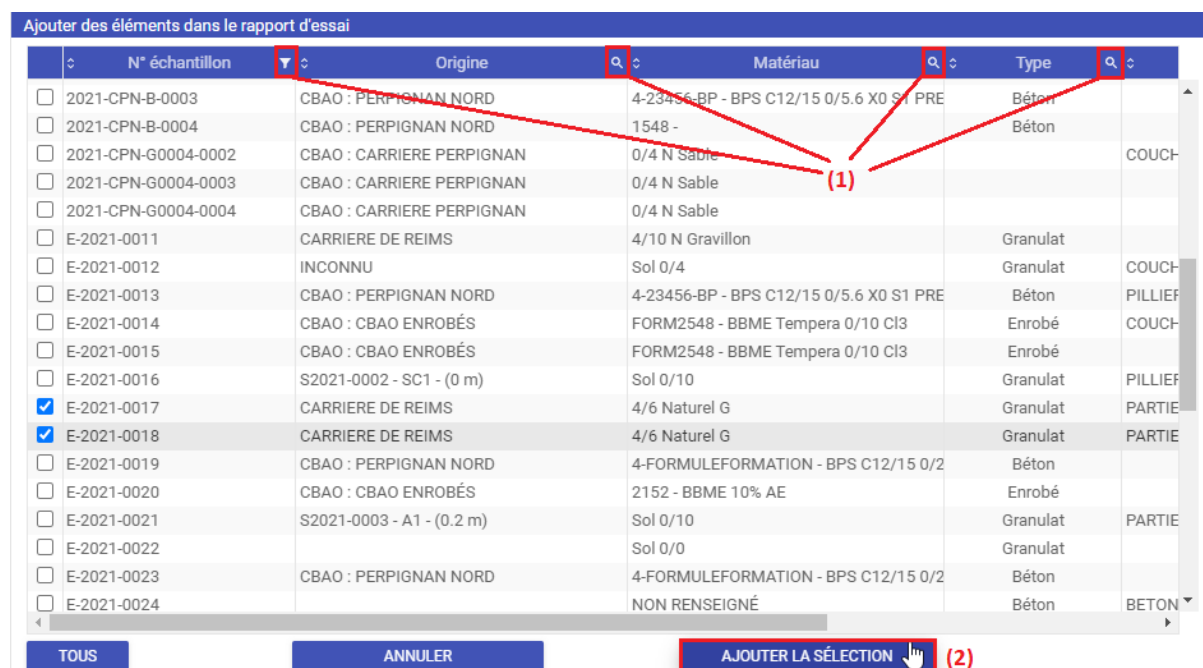 Ajouter des éléments dans le rapport d'essai
N° échantillon Origine Matériau Type
2021-CPN-B-0003 CBAO : PERPIGNAN NORD 4-23456-BP - BPS C12/15 0/5.6 X0 S1 PRE Béton
2021-CPN-B-0004 CBAO : PERPIGNAN NORD 1548 - Béton
2021-CPN-G0004-0002 CBAO : CARRIERE PERPIGNAN 0/4 N Sable COUCH
2021-CPN-G0004-0003 CBAO : CARRIERE PERPIGNAN 0/4 N Sable (1)
2021-CPN-G0004-0004 CBAO : CARRIERE PERPIGNAN 0/4 N Sable
E-2021-0011 CARRIERE DE REIMS 4/10 N Gravillon Granulat
E-2021-0012 INCONNU Sol 0/4 Granulat COUCH
E-2021-0013 CBAO : PERPIGNAN NORD 4-23456-BP - BPS C12/15 0/5.6 X0 S1 PRE Béton PILLIER
E-2021-0014 CBAO : CBAO ENROBÉS FORM2548 - BBME Tempera 0/10 Cl3 Enrobé COUCH
E-2021-0015 CBAO : CBAO ENROBÉS FORM2548 - BBME Tempera 0/10 Cl3 Enrobé
E-2021-0016 S2021-0002 - SC1 - (0 m) Sol 0/10 Granulat PILLIER
E-2021-0017 CARRIERE DE REIMS 4/6 Naturel G Granulat PARTIE
E-2021-0018 CARRIERE DE REIMS 4/6 Naturel G Granulat PARTIE
E-2021-0019 CBAO : PERPIGNAN NORD 4-FORMULEFORMATION - BPS C12/15 0/2 Béton
E-2021-0020 CBAO : CBAO ENROBÉS 2152 - BBME 10% AE Enrobé
E-2021-0021 S2021-0003 - A1 - (0.2 m) Sol 0/10 Granulat PARTIE
E-2021-0022 Sol 0/0 Granulat
E-2021-0023 CBAO : PERPIGNAN NORD 4-FORMULEFORMATION - BPS C12/15 0/2 Béton
E-2021-0024 NON RENSEIGNÉ Béton BETON
TOUS ANNULER AJOUTER LA SÉLECTION (2)